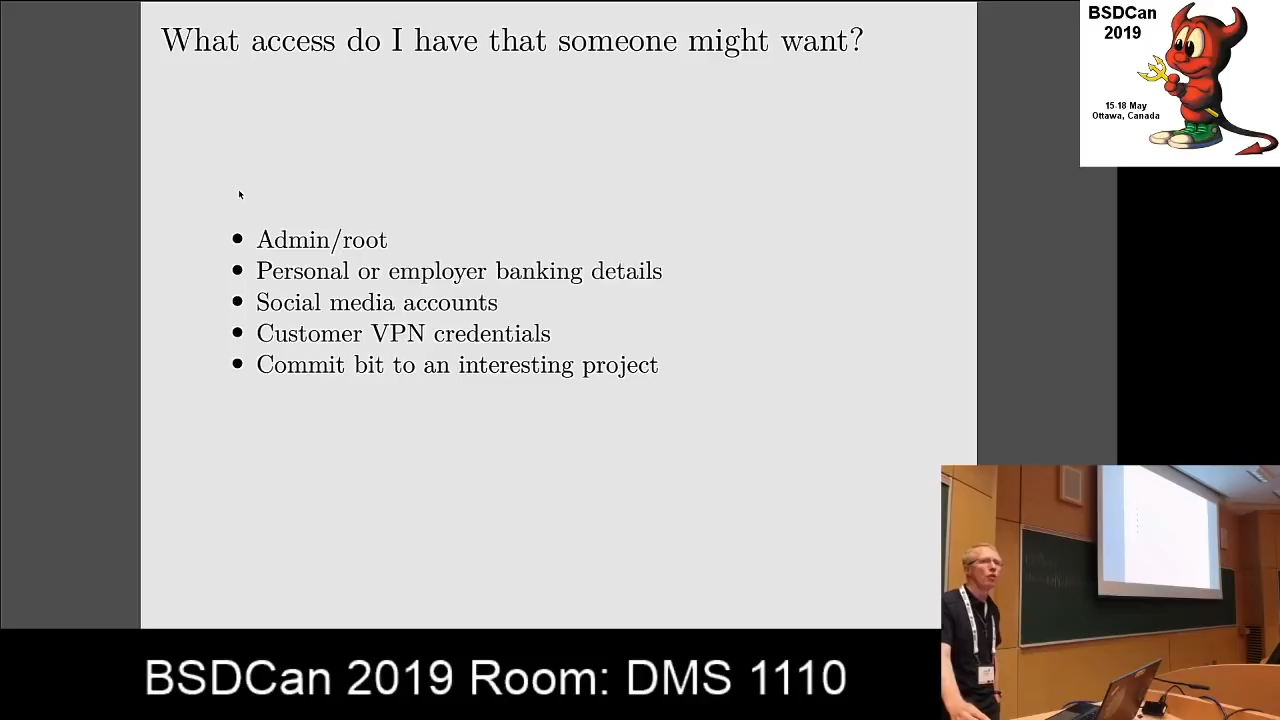 What access do I have that someone might want?
BSDCan
2019
15-18 May
Ottawa, Canada
• Admin/root
• Personal or employer banking details
• Social media accounts
• Customer VPN credentials
• Commit bit to an interesting project
BSDCan 2019 Room: DMS 1110